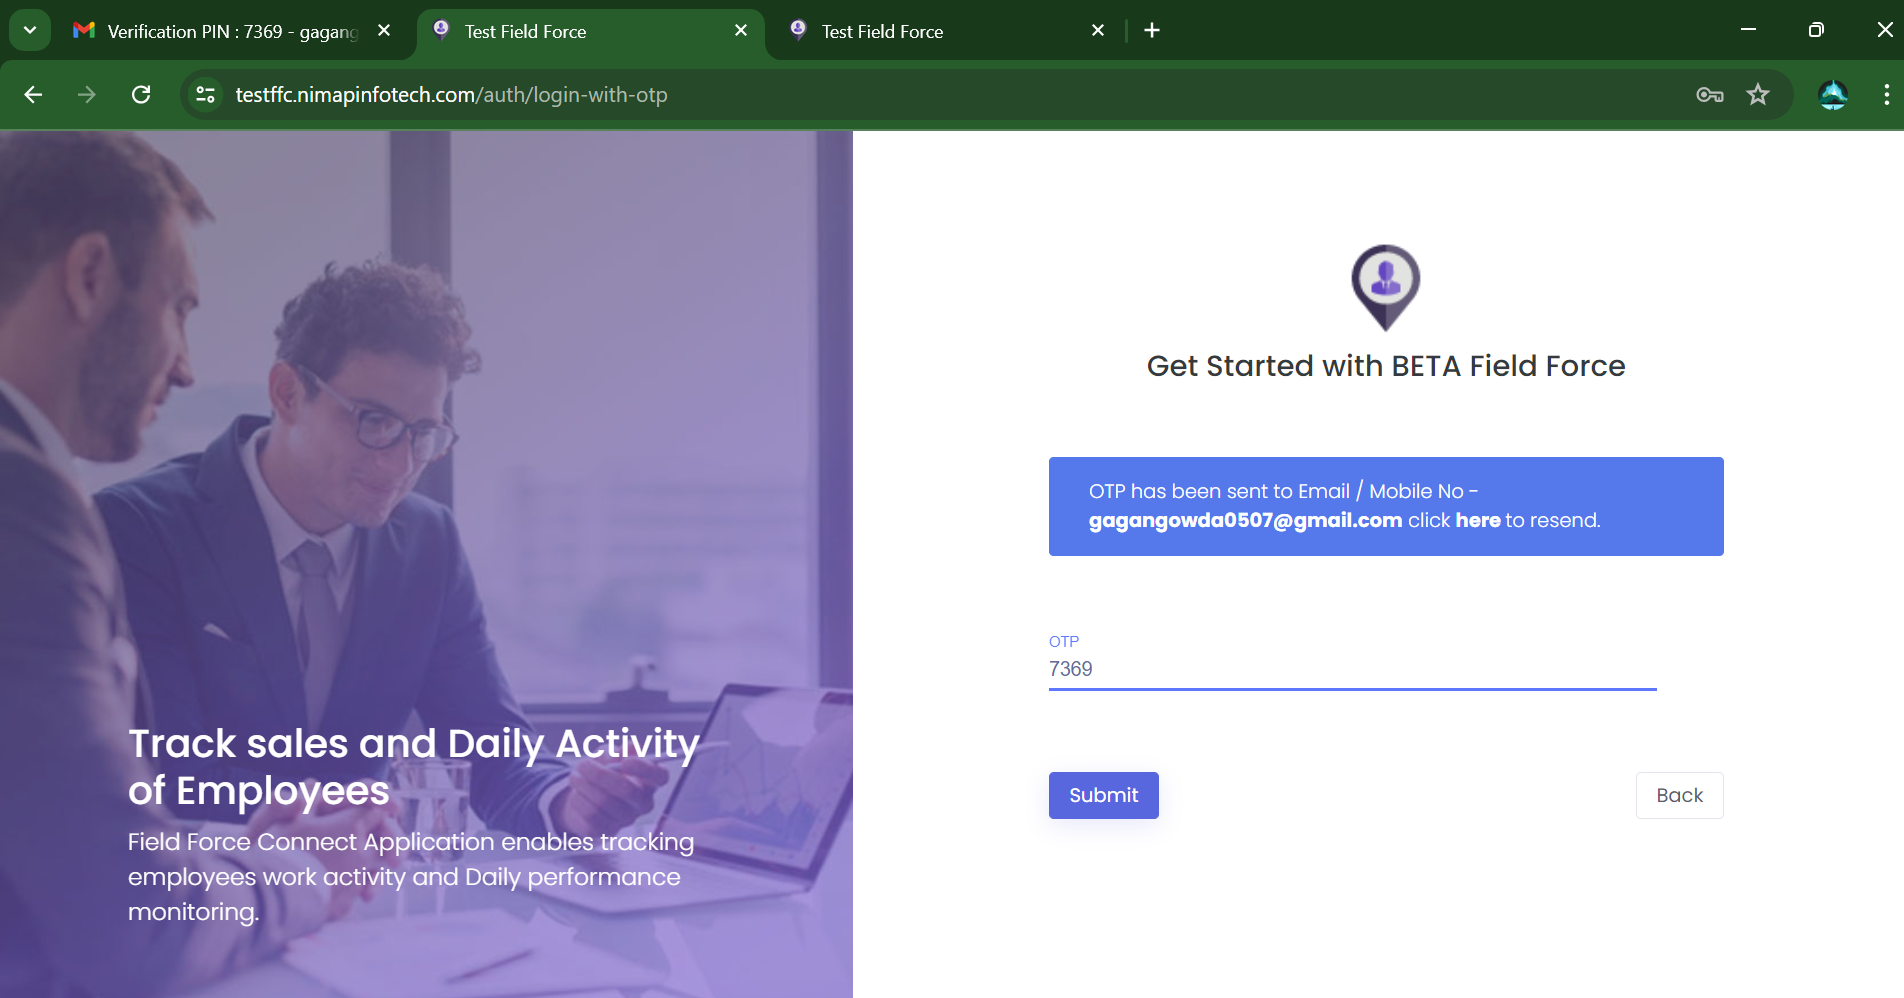 Verification PIN : 7369 - gagang
Test Field Force
Test Field Force
testffc.nimapinfotech.com/auth/login-with-otp
Get Started with BETA Field Force
OTP has been sent to Email / Mobile No -
gagangowda0507@gmail.com click here to resend.
OTP
7369
Submit
Back
Track sales and Daily Activity
of Employees
Field Force Connect Application enables tracking
employees work activity and Daily performance
monitoring.